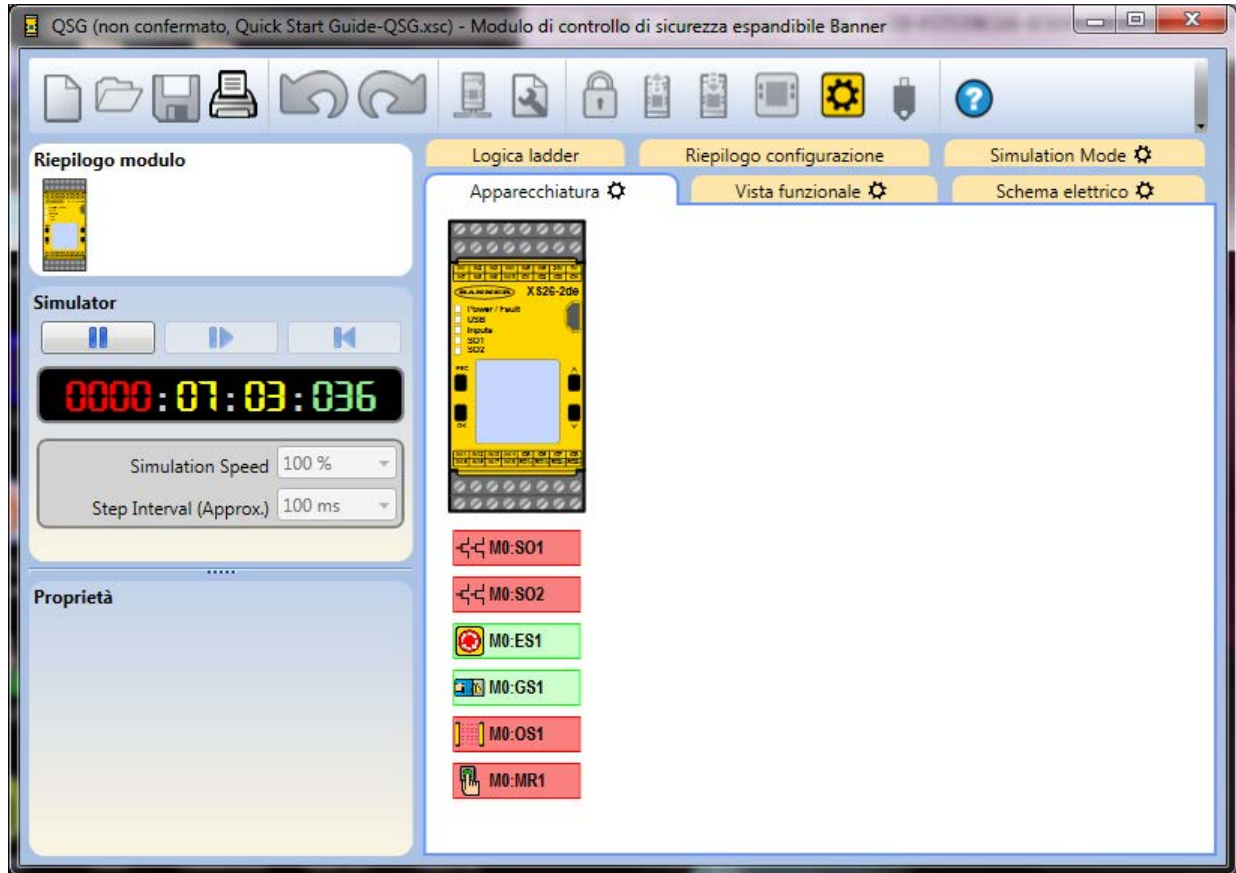 QSG (non confermato, Quick Start Guide-QSG.xsc) - Modulo di controllo di sicurezza espandibile Banner
Riepilogo modulo
Logica ladder
Riepilogo configurazione
Simulation Mode
Apparecchiatura
Vista funzionale
Schema elettrico
Simulator
0000:07:03:036
Simulation Speed 100 %
Step Interval (Approx.) 100 ms
Proprietà
BANNER XS26-2de
Power / Fault
USB
Inputs
SO1
SO2
OK
M0:SO1
M0:SO2
M0:ES1
M0:GS1
M0:OS1
M0:MR1